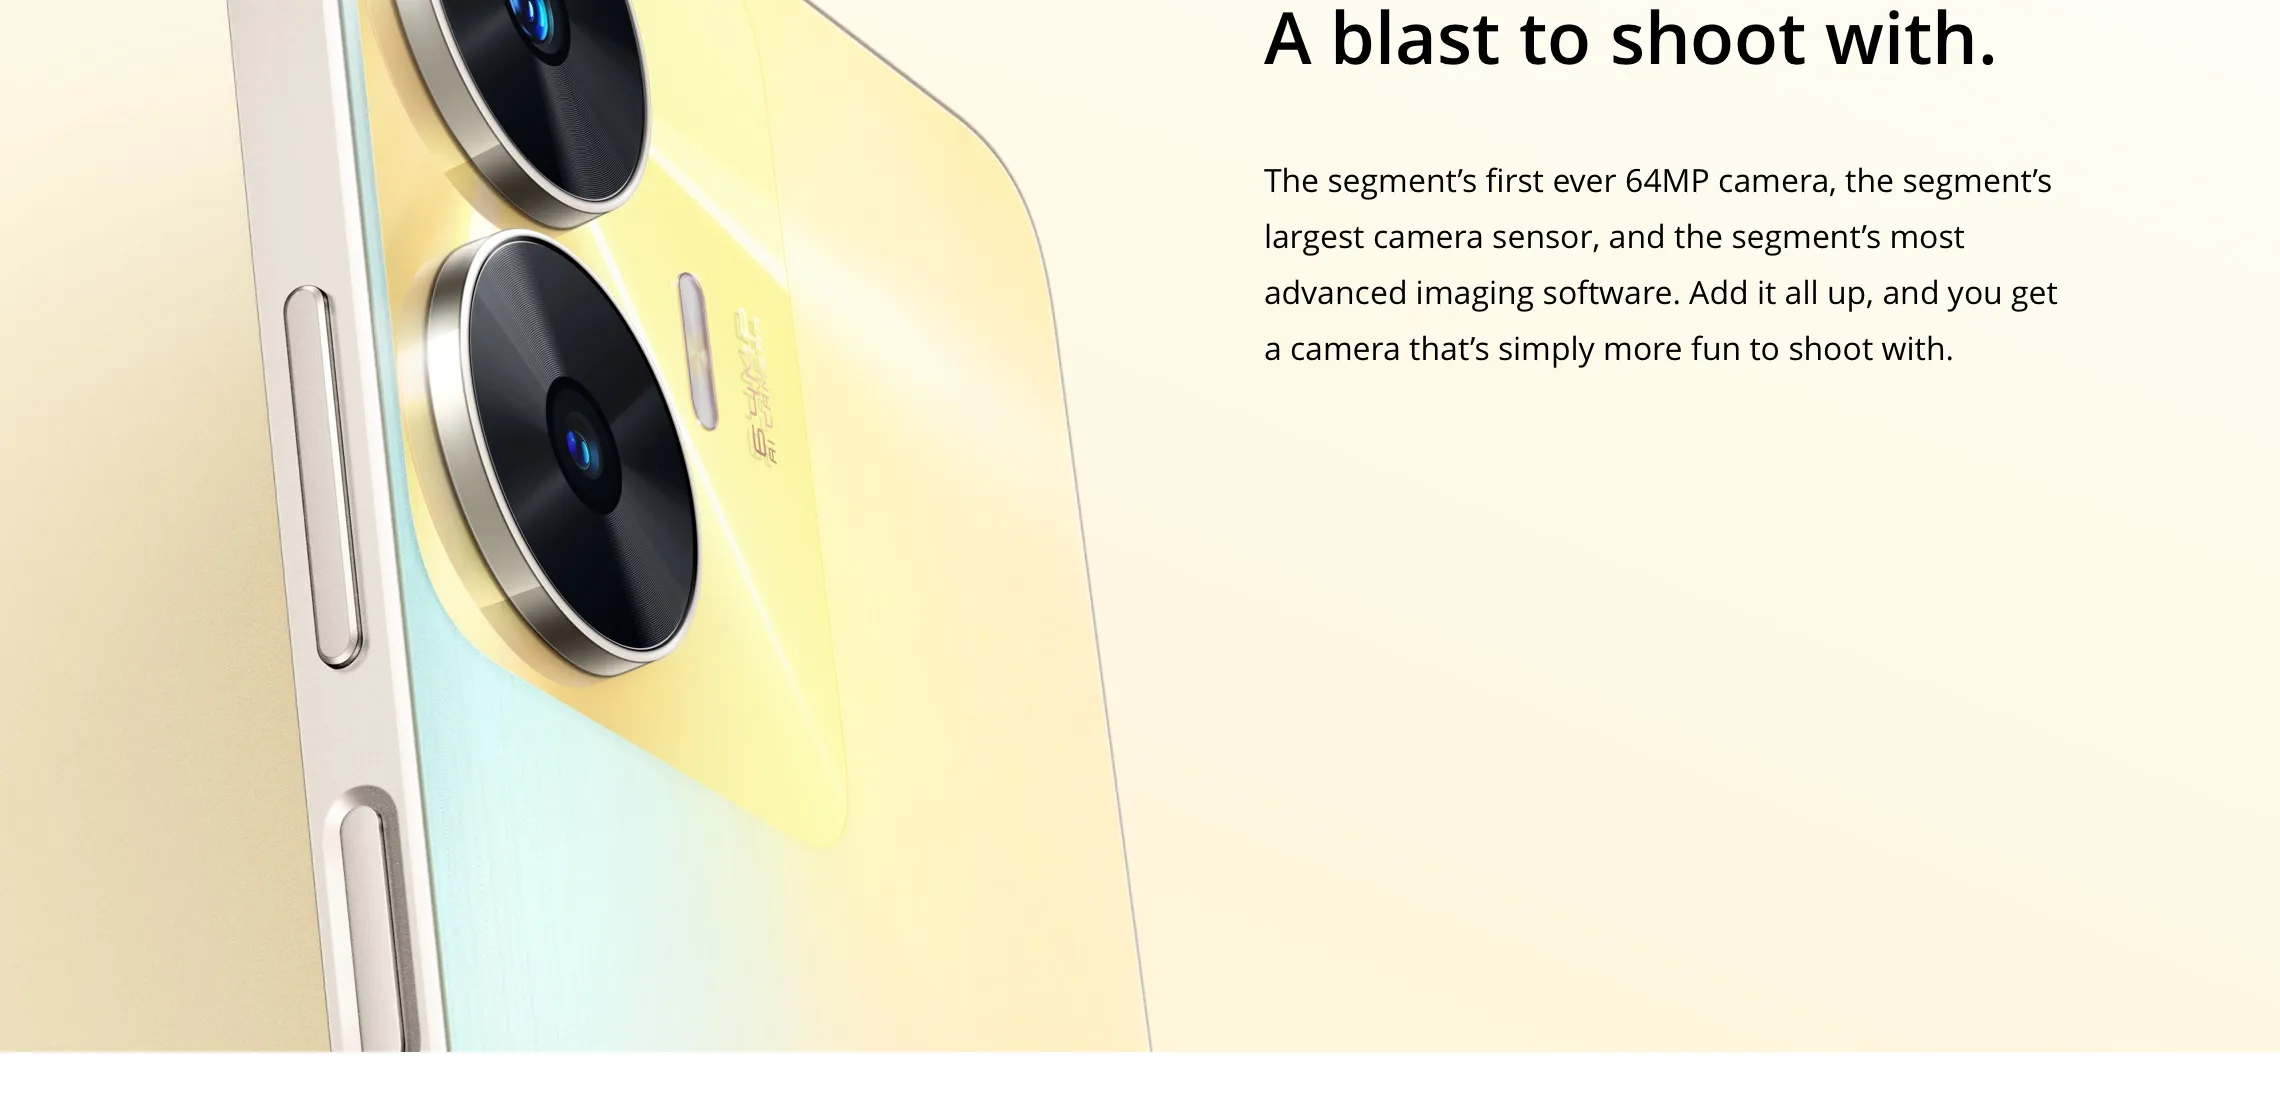 A blast to shoot with.
The segment’s first ever 64MP camera, the segment’s
largest camera sensor, and the segment’s most
advanced imaging software. Add it all up, and you get
a camera that’s simply more fun to shoot with.
64MP
AI CAMERA